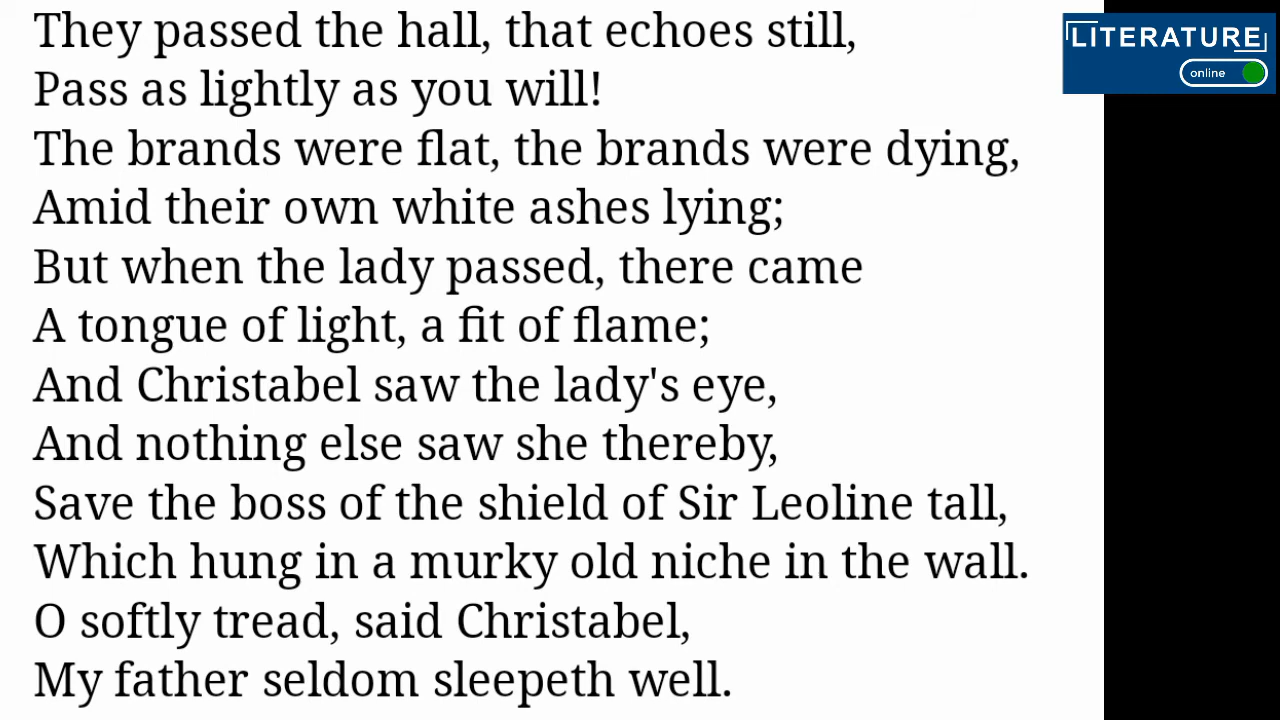 They passed the hall, that echoes still,
Pass as lightly as you will!
The brands were flat, the brands were dying,
Amid their own white ashes lying;
But when the lady passed, there came
A tongue of light, a fit of flame;
And Christabel saw the lady's eye,
And nothing else saw she thereby,
Save the boss of the shield of Sir Leoline tall,
Which hung in a murky old niche in the wall.
O softly tread, said Christabel,
My father seldom sleepeth well.
LITERATURE
online